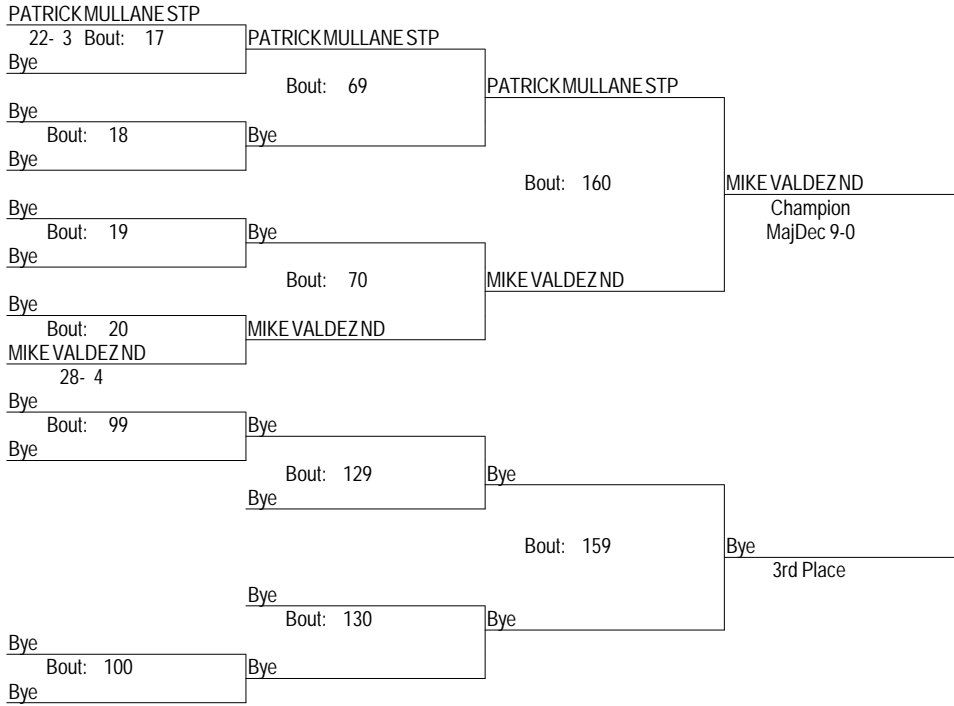 PATRICK MULLANE STP
22- 3 Bout: 17
PATRICK MULLANE STP
Bye
Bout: 69
PATRICK MULLANE STP
Bye
Bout: 18
Bye
Bye
Bout: 160
MIKE VALDEZ ND
Bye
Champion
Bout: 19
Bye
MajDec 9-0
Bye
Bout: 70
MIKE VALDEZ ND
Bye
Bout: 20
MIKE VALDEZ ND
MIKE VALDEZ ND
28- 4
Bye
Bout: 99
Bye
Bye
Bout: 129
Bye
Bye
Bout: 159
Bye
3rd Place
Bye
Bout: 130
Bye
Bye
Bout: 100
Bye
Bye